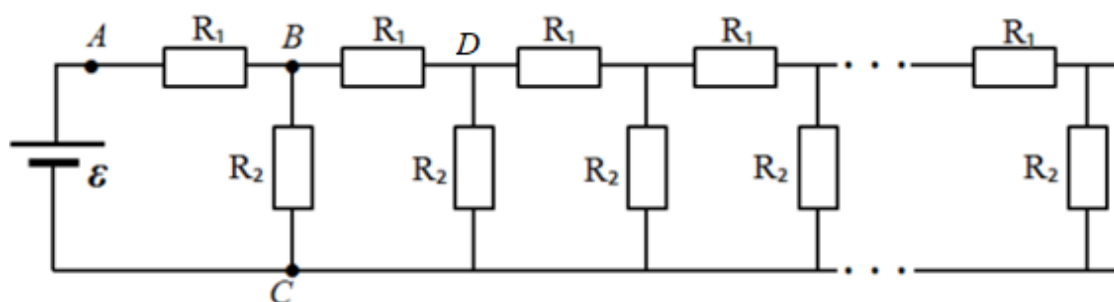 A R₁ B R₁ D R₁ R₁ · · · R₁
ε R₂ R₂ R₂ R₂ · · · R₂
C